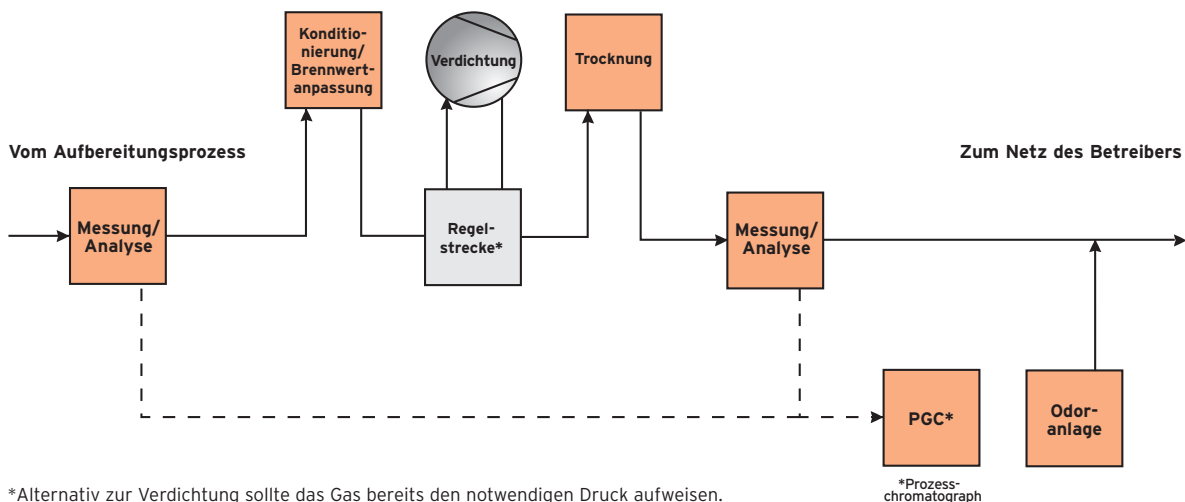 Konditio-
nierung/
Brennwert-
anpassung
Verdichtung
Trocknung
Vom Aufbereitungsprozess
Zum Netz des Betreibers
Messung/
Analyse
Regel-
strecke*
Messung/
Analyse
PGC*
Odor-
anlage
*Prozess-
chromatograph
*Alternativ zur Verdichtung sollte das Gas bereits den notwendigen Druck aufweisen.